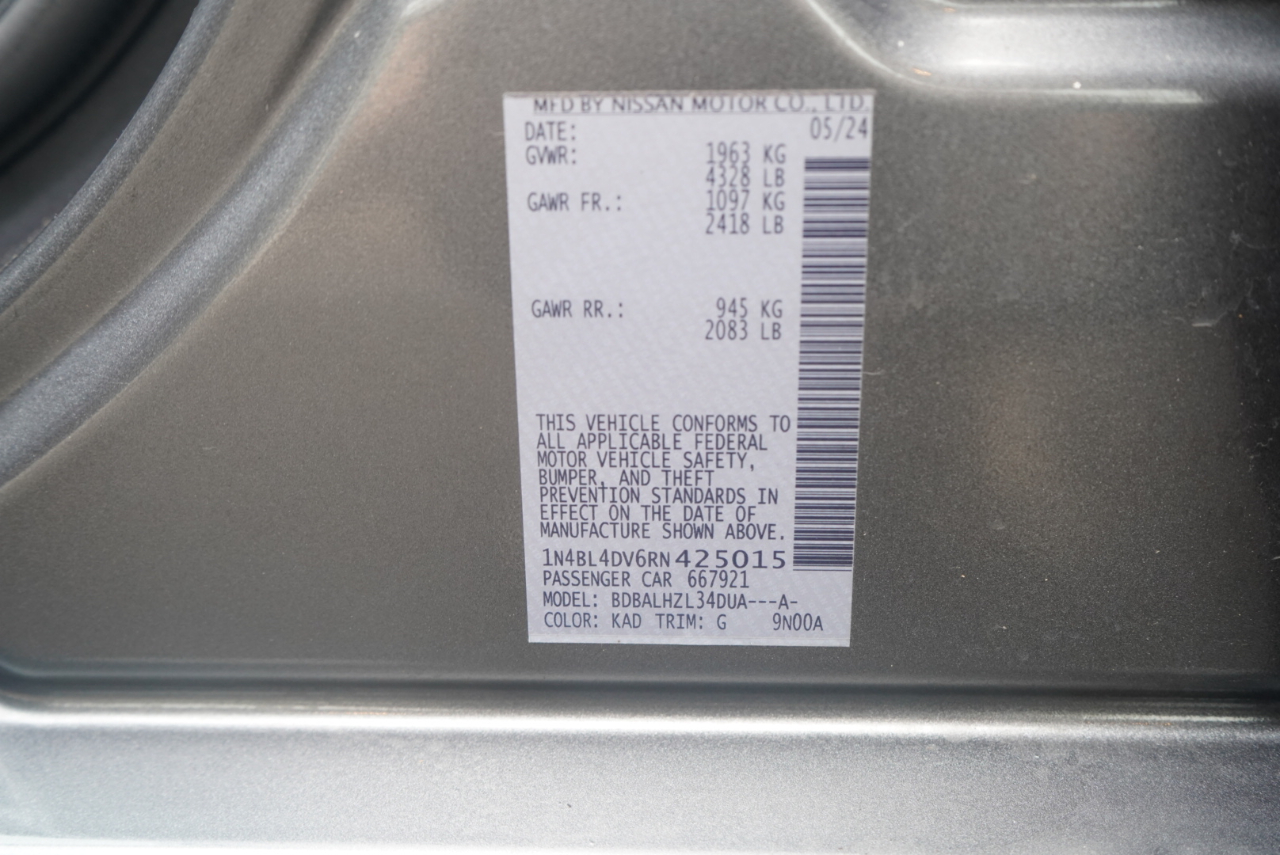 MFD BY NISSAN MOTOR CO., LTD.
DATE: 05/24
GVWR: 1963 KG
4328 LB
GAWR FR.: 1097 KG
2418 LB
GAWR RR.: 945 KG
2083 LB
THIS VEHICLE CONFORMS TO
ALL APPLICABLE FEDERAL
MOTOR VEHICLE SAFETY,
BUMPER, AND THEFT
PREVENTION STANDARDS IN
EFFECT ON THE DATE OF
MANUFACTURE SHOWN ABOVE.
1N4BL4DV6RN425015
PASSENGER CAR 667921
MODEL: BDBALHZL34DUA---A-
COLOR: KAD TRIM: G 9N00A